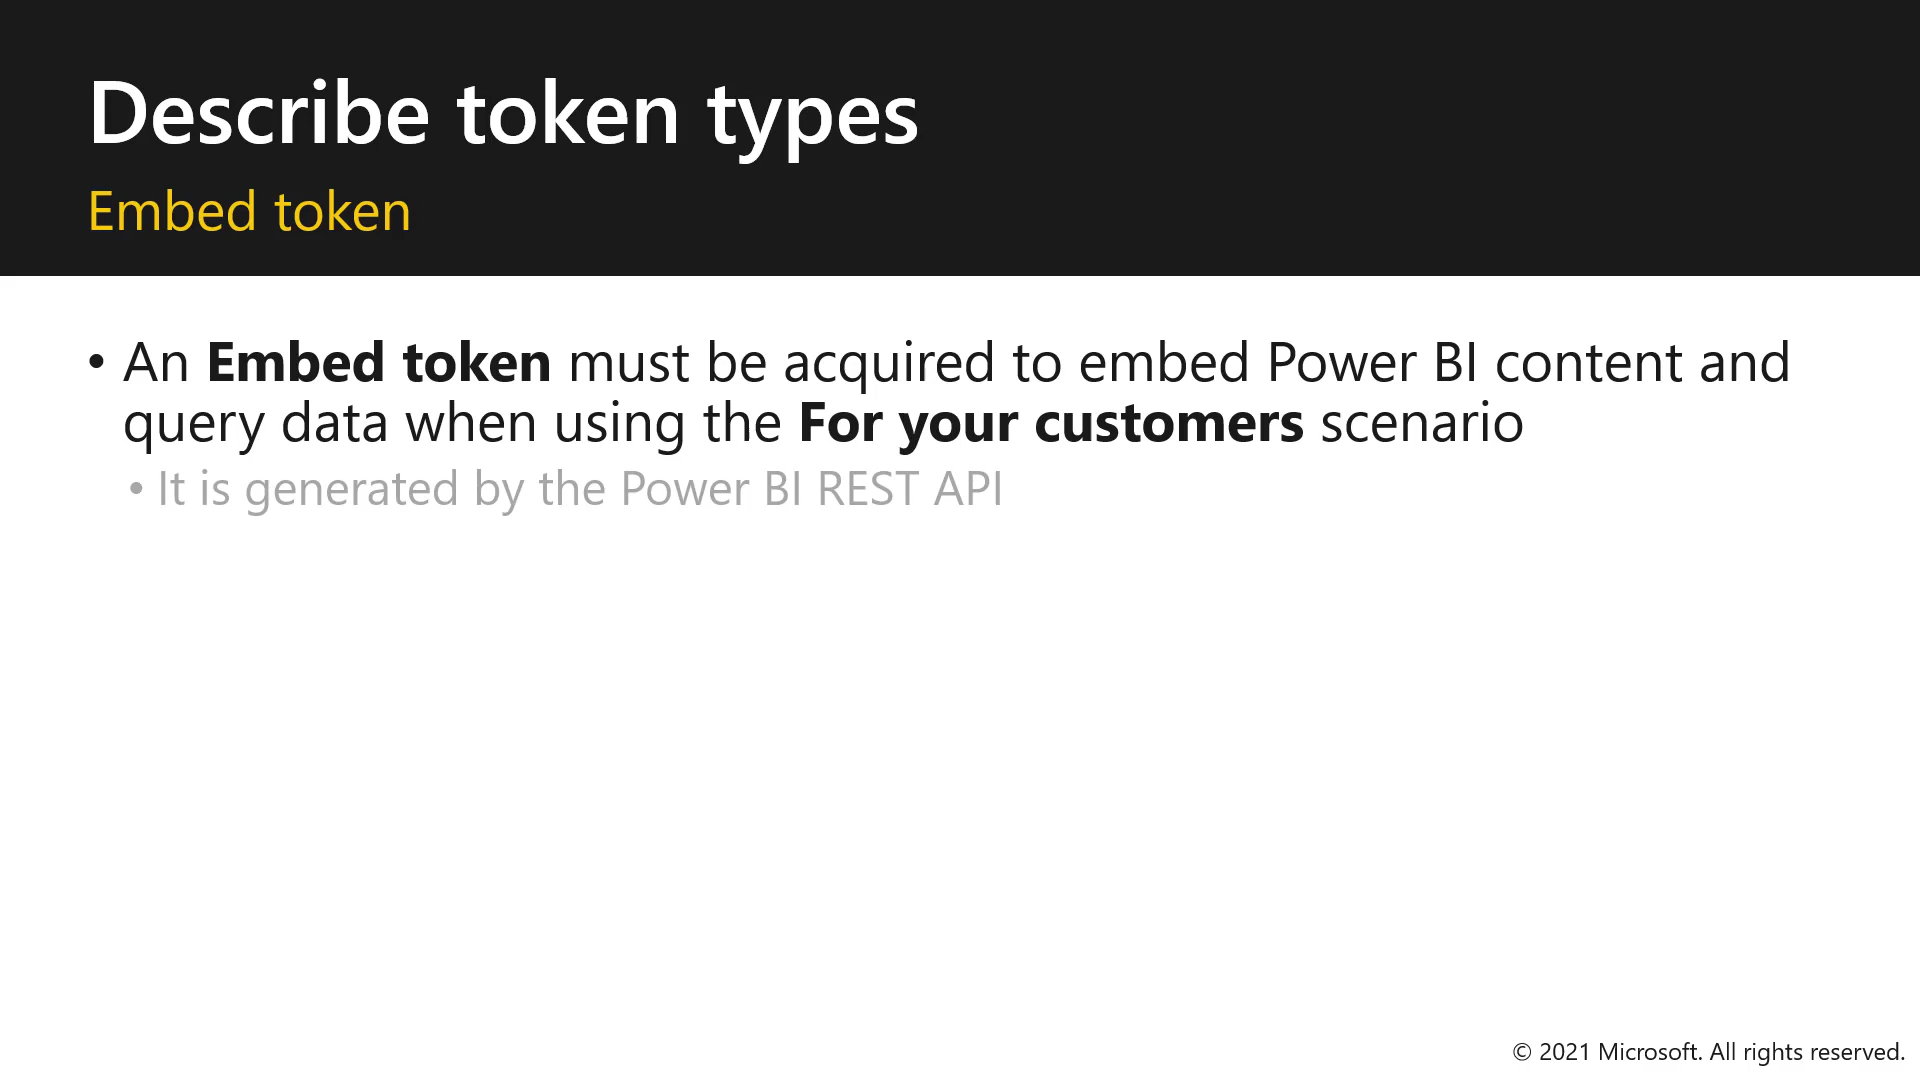 Describe token types
Embed token
• An Embed token must be acquired to embed Power BI content and
query data when using the For your customers scenario
• It is generated by the Power BI REST API
© 2021 Microsoft. All rights reserved.